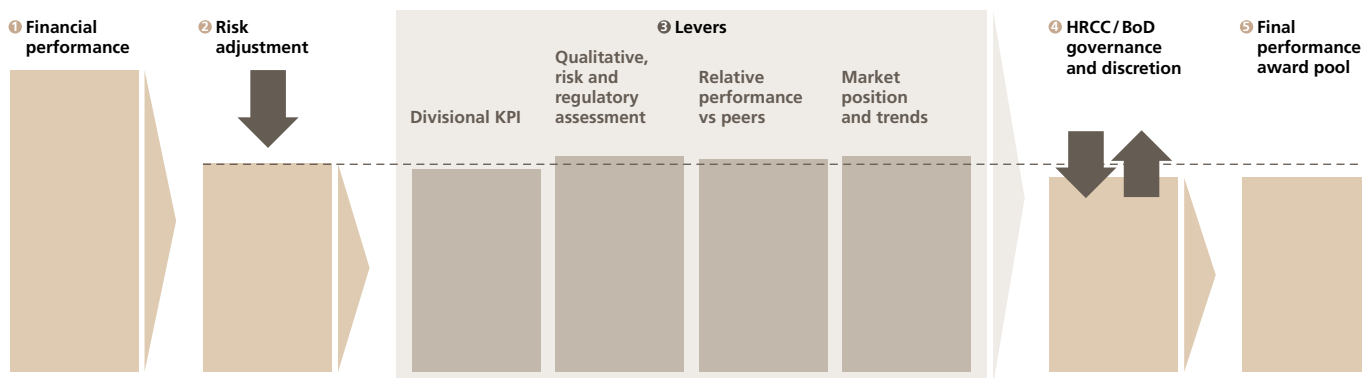 ❶ Financial
performance
❷ Risk
adjustment
❸ Levers
Divisional KPI
Qualitative,
risk and
regulatory
assessment
Relative
performance
vs peers
Market
position
and trends
❹ HRCC/BoD
governance
and discretion
❺ Final
performance
award pool